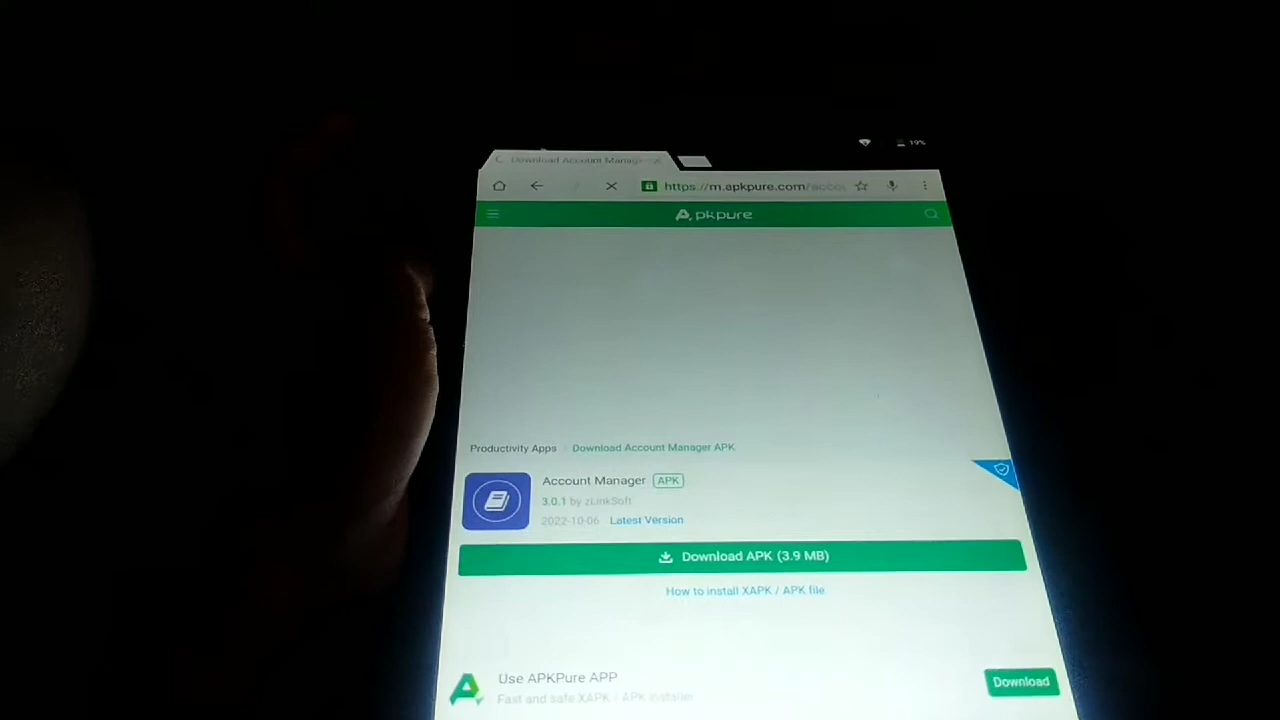 19%
Download Account Manager
https://m.apkpure.com/accou
Apkpure
Productivity Apps Download Account Manager APK
Account Manager APK
3.0.1 by zLinkSoft
2022-10-06 Latest Version
Download APK (3.9 MB)
How to install XAPK / APK file
Use APKPure APP
Download
Fast and safe XAPK / APK installer